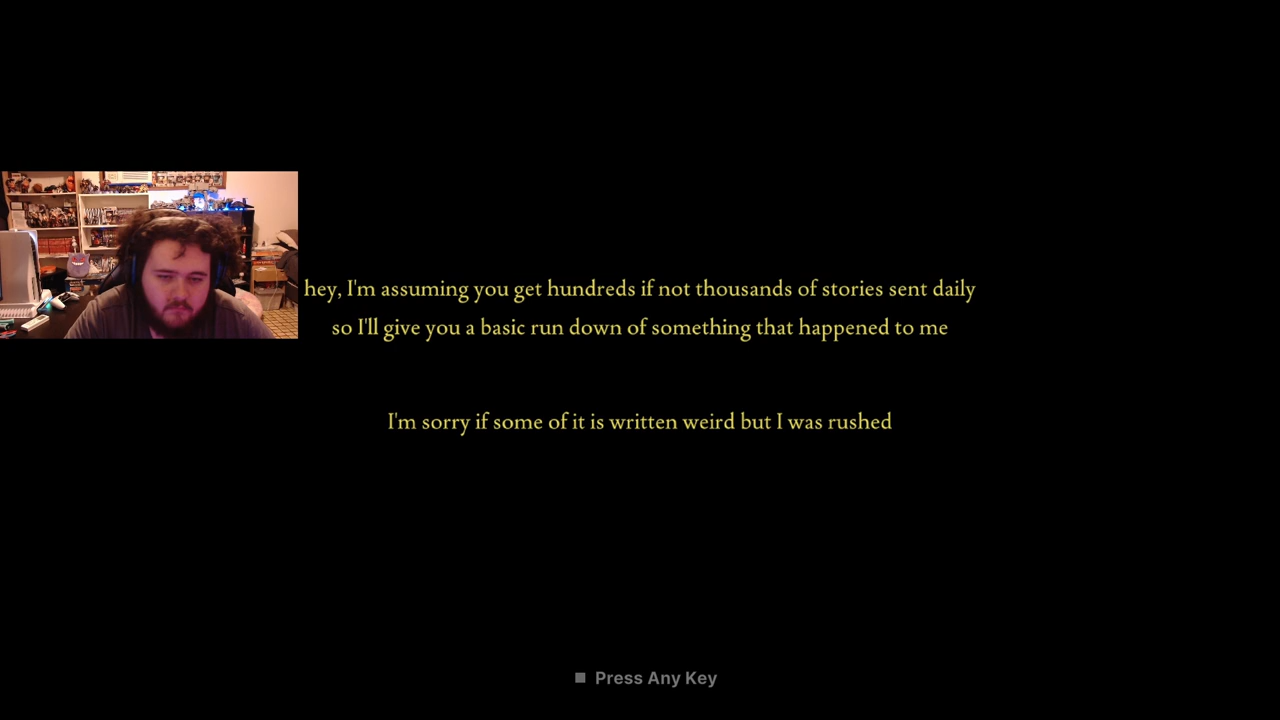 hey, I'm assuming you get hundreds if not thousands of stories sent daily
so I'll give you a basic run down of something that happened to me
I'm sorry if some of it is written weird but I was rushed
Press Any Key